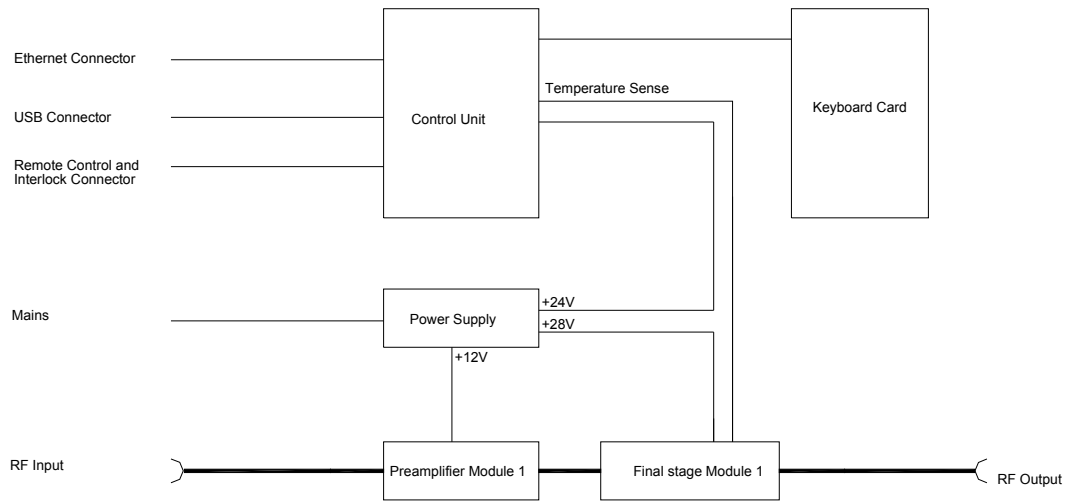 Ethernet Connector
USB Connector
Remote Control and
Interlock Connector
Control Unit
Temperature Sense
Keyboard Card
Mains
Power Supply
+24V
+28V
+12V
RF Input
Preamplifier Module 1
Final stage Module 1
RF Output